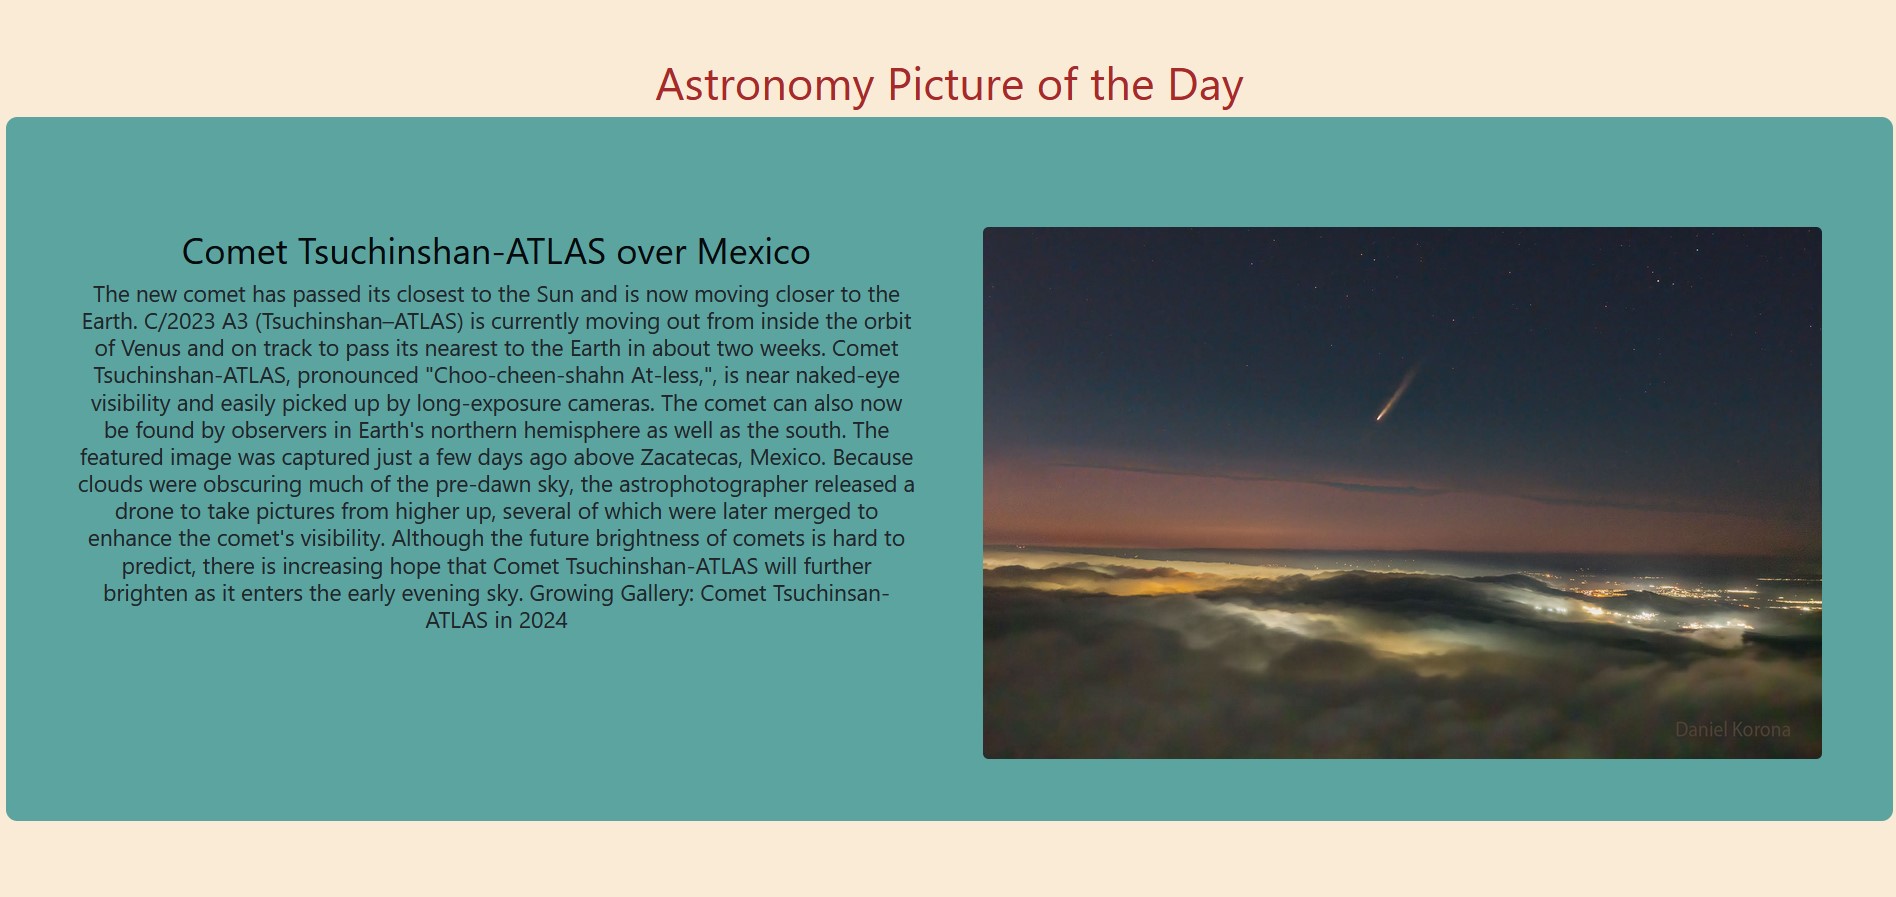 Astronomy Picture of the Day
Comet Tsuchinshan-ATLAS over Mexico
The new comet has passed its closest to the Sun and is now moving closer to the
Earth. C/2023 A3 (Tsuchinshan–ATLAS) is currently moving out from inside the orbit
of Venus and on track to pass its nearest to the Earth in about two weeks. Comet
Tsuchinshan-ATLAS, pronounced "Choo-cheen-shahn At-less,", is near naked-eye
visibility and easily picked up by long-exposure cameras. The comet can also now
be found by observers in Earth's northern hemisphere as well as the south. The
featured image was captured just a few days ago above Zacatecas, Mexico. Because
clouds were obscuring much of the pre-dawn sky, the astrophotographer released a
drone to take pictures from higher up, several of which were later merged to
enhance the comet's visibility. Although the future brightness of comets is hard to
predict, there is increasing hope that Comet Tsuchinshan-ATLAS will further
brighten as it enters the early evening sky. Growing Gallery: Comet Tsuchinsan-
ATLAS in 2024
Daniel Korona